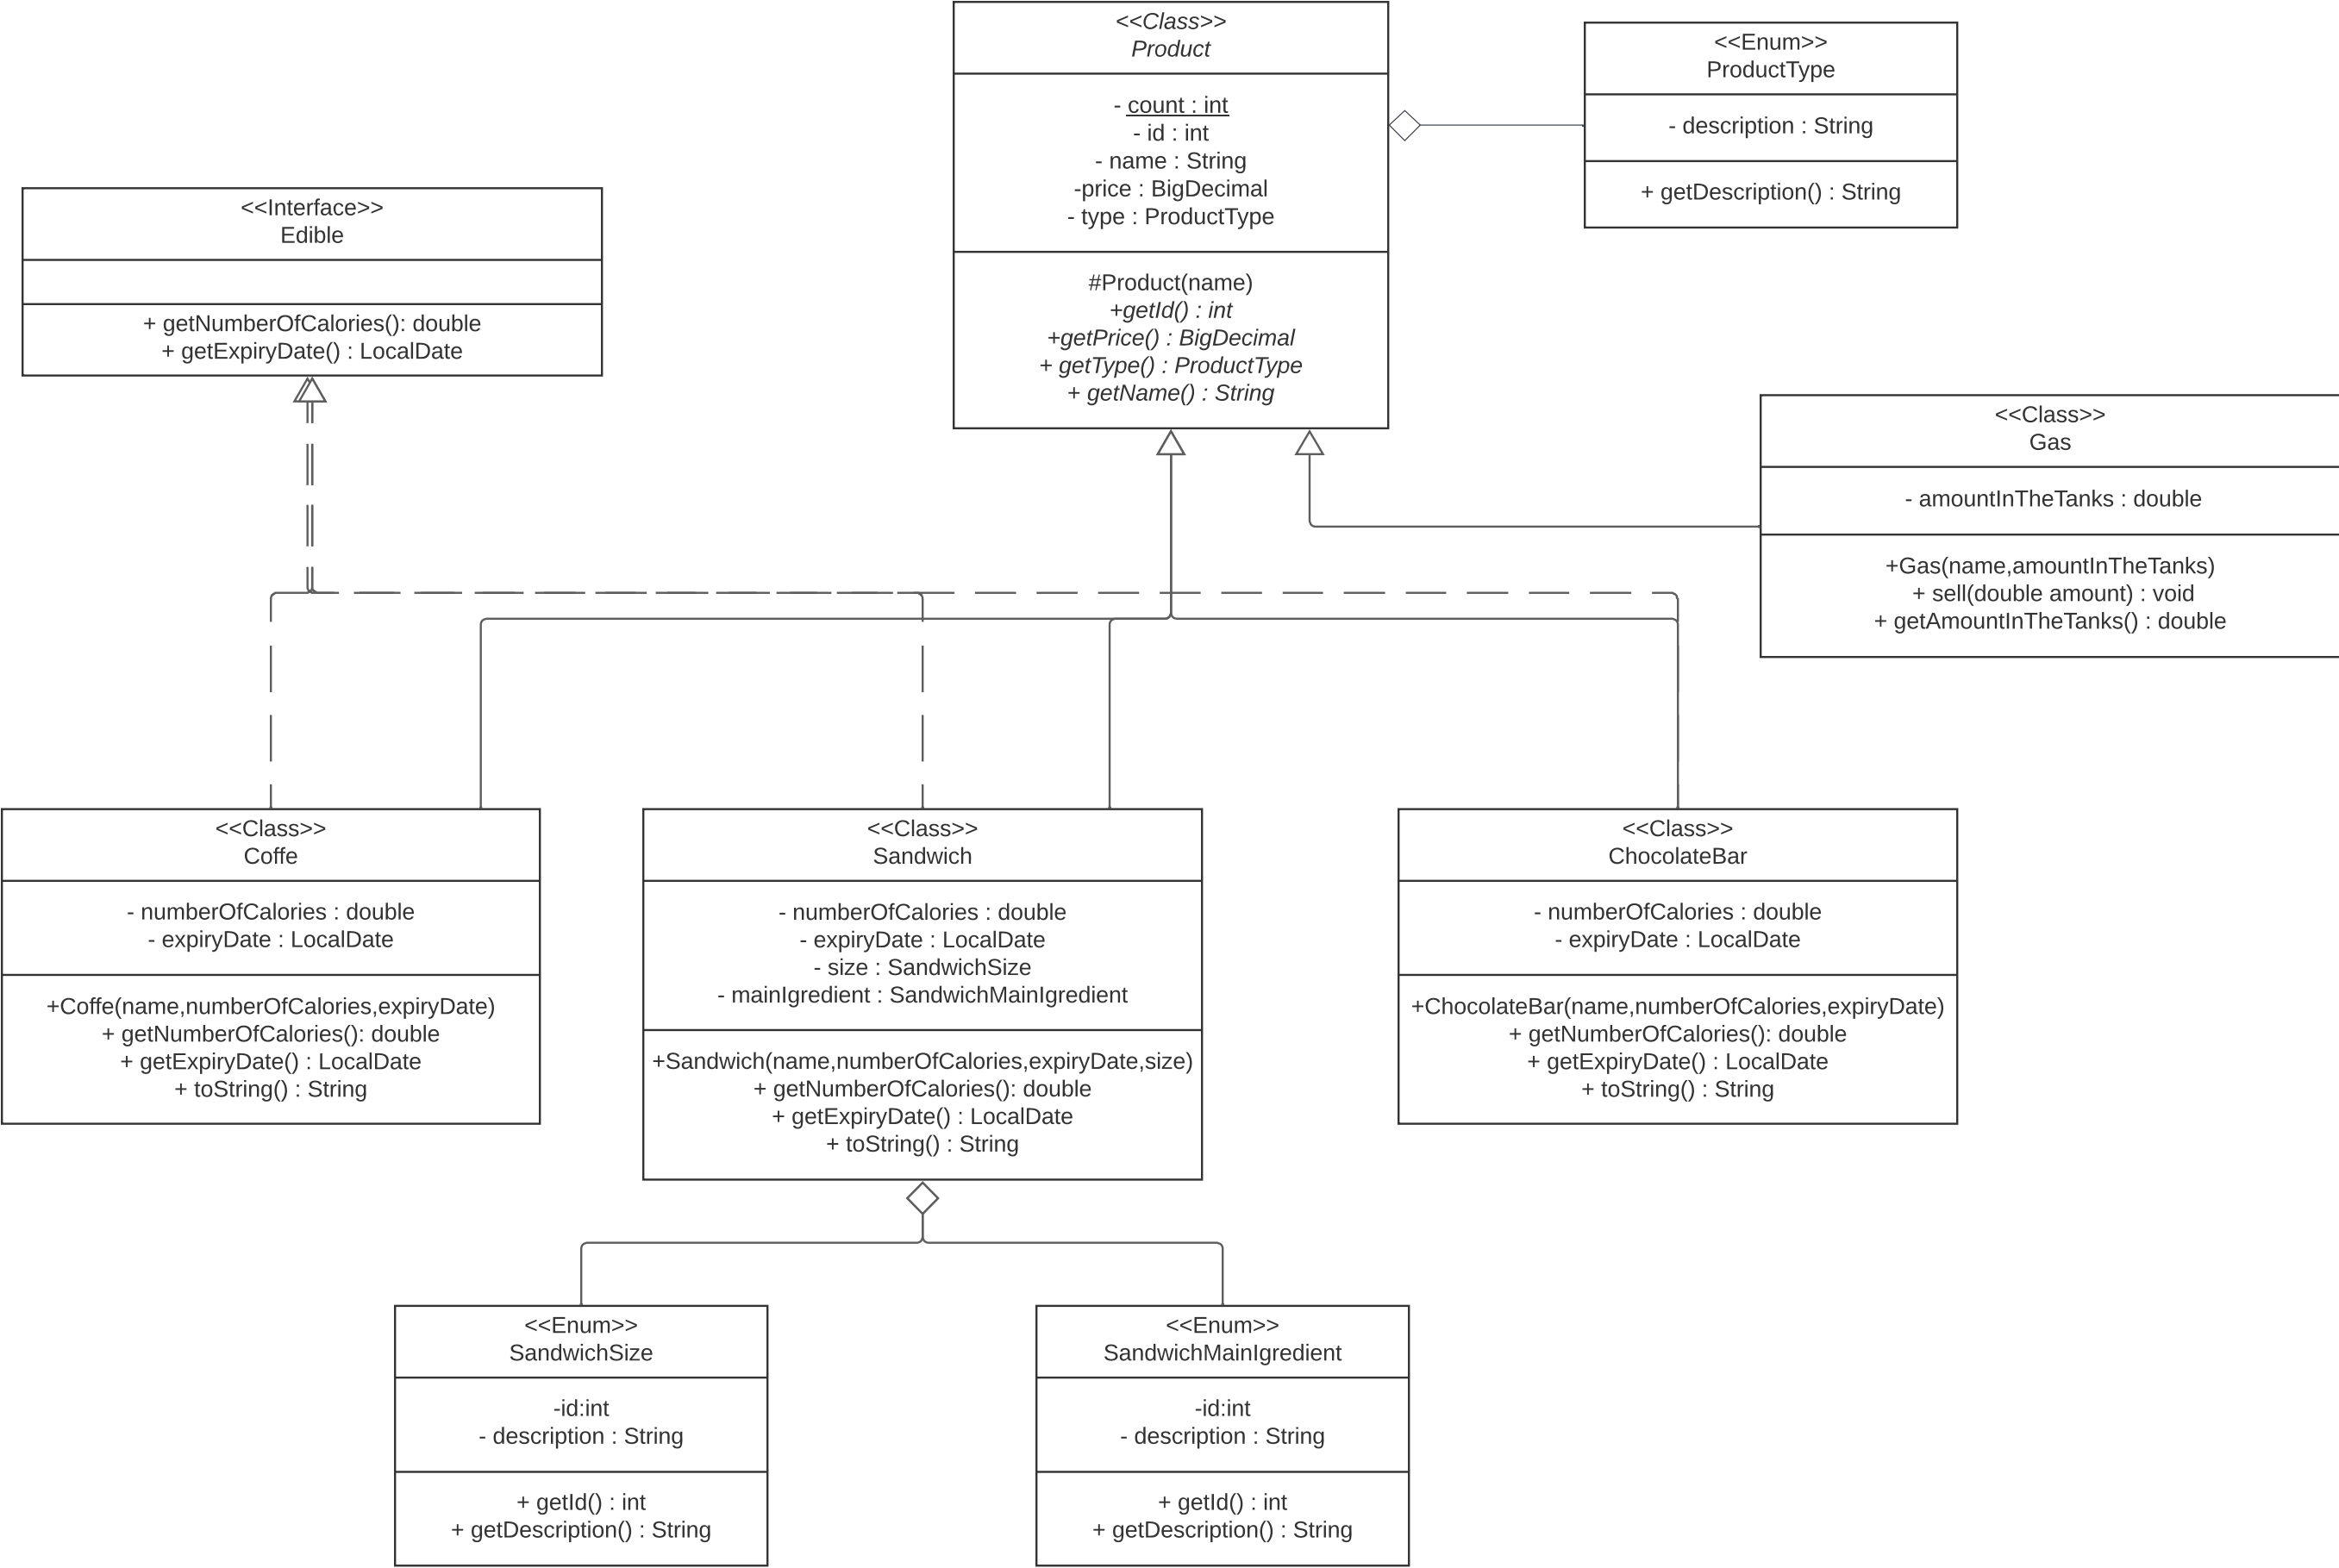 <<Class>>
Product
- count : int
- id : int
- name : String
-price : BigDecimal
- type : ProductType
#Product(name)
+getId() : int
+getPrice() : BigDecimal
+ getType() : ProductType
+ getName() : String
<<Enum>>
ProductType
- description : String
+ getDescription() : String
<<Interface>>
Edible
+ getNumberOfCalories(): double
+ getExpiryDate() : LocalDate
<<Class>>
Gas
- amountInTheTanks : double
+Gas(name,amountInTheTanks)
+ sell(double amount) : void
+ getAmountInTheTanks() : double
<<Class>>
Coffe
- numberOfCalories : double
- expiryDate : LocalDate
+Coffe(name,numberOfCalories,expiryDate)
+ getNumberOfCalories(): double
+ getExpiryDate() : LocalDate
+ toString() : String
<<Class>>
Sandwich
- numberOfCalories : double
- expiryDate : LocalDate
- size : SandwichSize
- mainIgredient : SandwichMainIgredient
+Sandwich(name,numberOfCalories,expiryDate,size)
+ getNumberOfCalories(): double
+ getExpiryDate() : LocalDate
+ toString() : String
<<Class>>
ChocolateBar
- numberOfCalories : double
- expiryDate : LocalDate
+ChocolateBar(name,numberOfCalories,expiryDate)
+ getNumberOfCalories(): double
+ getExpiryDate() : LocalDate
+ toString() : String
<<Enum>>
SandwichSize
-id:int
- description : String
+ getId() : int
+ getDescription() : String
<<Enum>>
SandwichMainIgredient
-id:int
- description : String
+ getId() : int
+ getDescription() : String